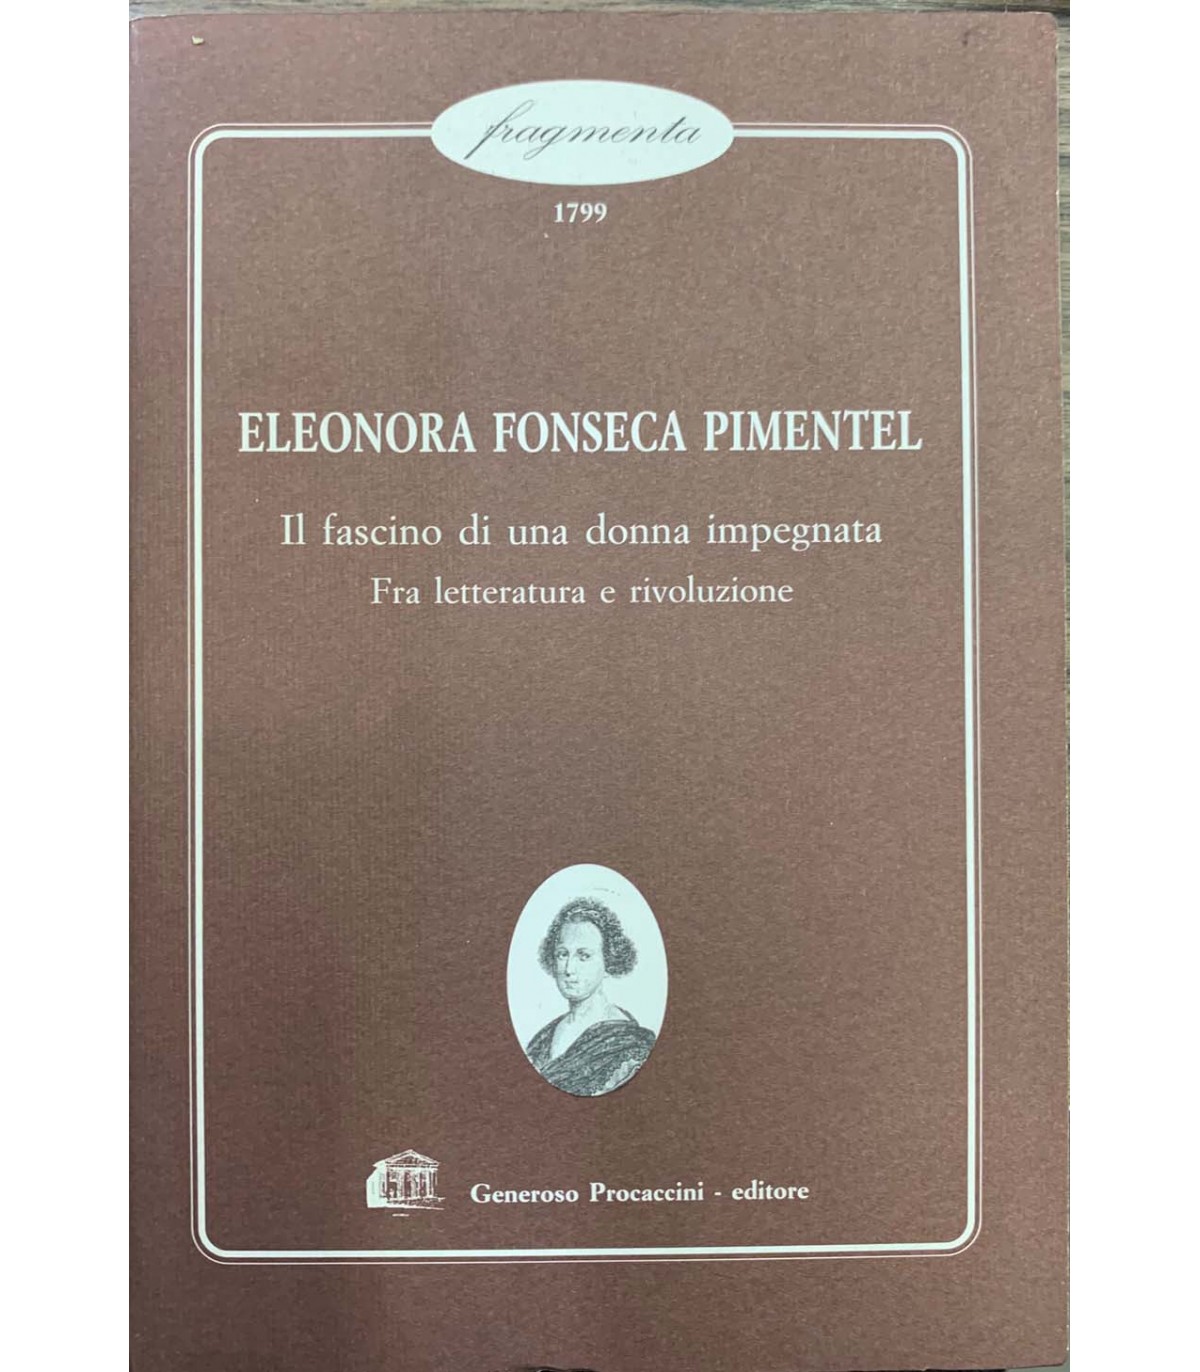 fragmenta
1799
ELEONORA FONSECA PIMENTEL
Il fascino di una donna impegnata
Fra letteratura e rivoluzione
Generoso Procaccini - editore